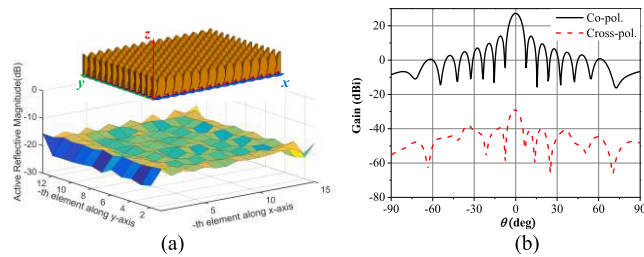 z
y
x
Active Reflective Magnitude(dB)
0
-10
-20
-30
12
10
8
6
4
2
-th element along y-axis
5
10
15
-th element along x-axis
(a)
Co-pol.
Cross-pol.
Gain (dBi)
20
0
-20
-40
-60
-90
-60
-30
0
30
60
90
θ (deg)
(b)